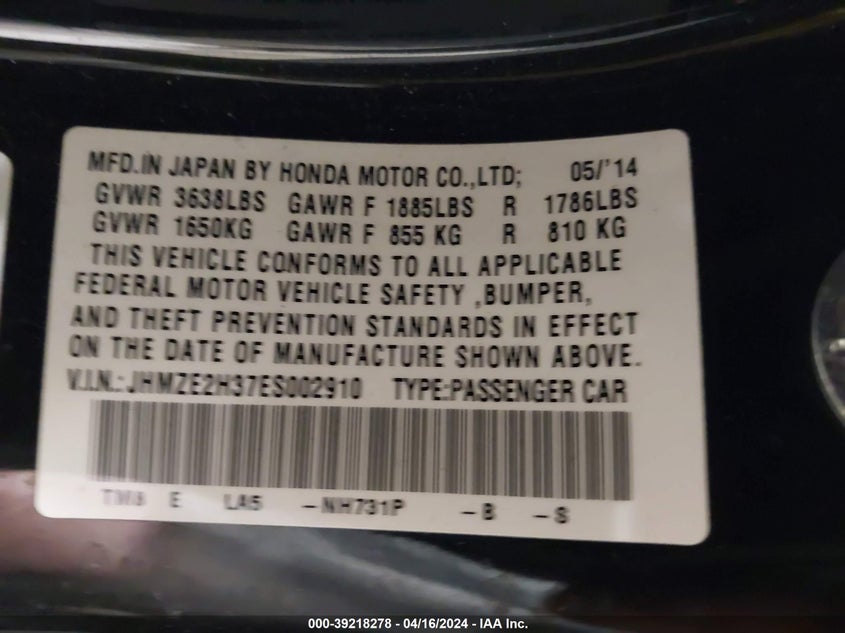 MFD.IN JAPAN BY HONDA MOTOR CO.,LTD; 05/'14
GVWR 3638LBS GAWR F 1885LBS R 1786LBS
GVWR 1650KG GAWR F 855 KG R 810 KG
THIS VEHICLE CONFORMS TO ALL APPLICABLE
FEDERAL MOTOR VEHICLE SAFETY ,BUMPER,
AND THEFT PREVENTION STANDARDS IN EFFECT
ON THE DATE OF MANUFACTURE SHOWN ABOVE.
V.I.N.:JHMZE2H37ES002910 TYPE:PASSENGER CAR
TM8 E LA5 -NH731P -B -S
000-39218278 - 04/16/2024 - IAA Inc.